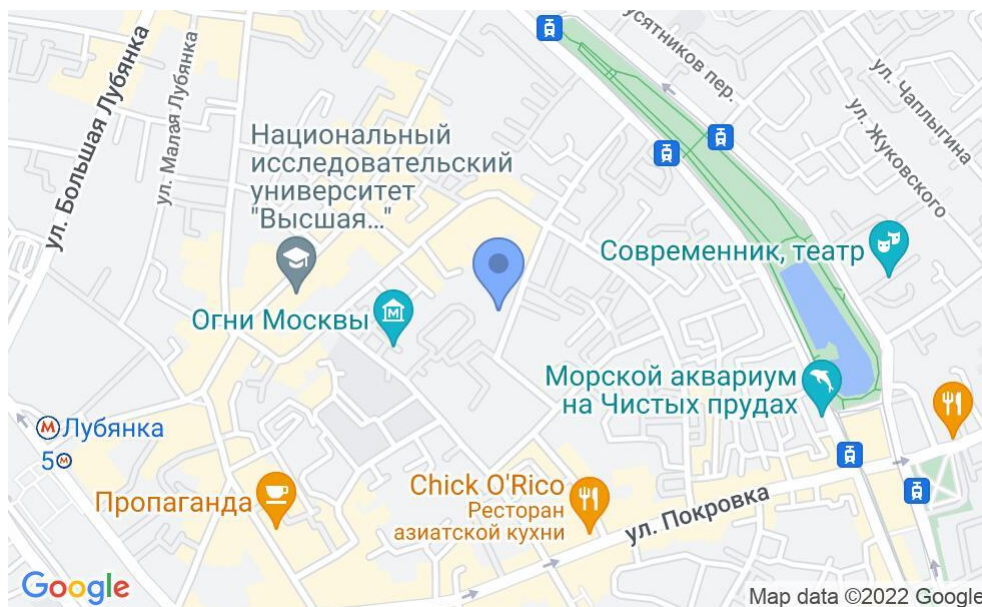 ул. Большая Лубянка
ул. Малая Лубянка
усятников пер.
ул. Чаплыгина
ул. Жуковского
Национальный
исследовательский
университет
"Высшая..."
Современник, театр
Огни Москвы
M
Морской аквариум
на Чистых прудах
М Лубянка
5 М
Пропаганда
Chick O'Rico
Ресторан
азиатской кухни
ул. Покровка
Google
Map data ©2022 Google